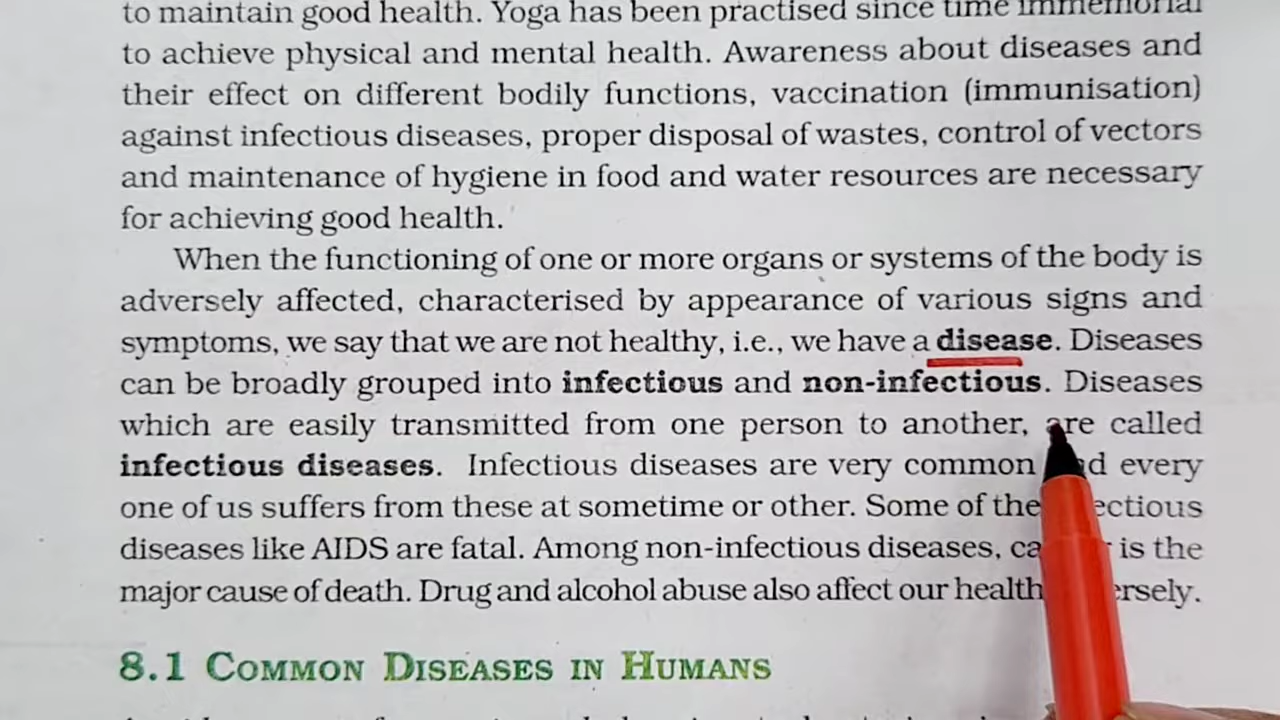 to maintain good health. Yoga has been practised since time immemorial
to achieve physical and mental health. Awareness about diseases and
their effect on different bodily functions, vaccination (immunisation)
against infectious diseases, proper disposal of wastes, control of vectors
and maintenance of hygiene in food and water resources are necessary
for achieving good health.
When the functioning of one or more organs or systems of the body is
adversely affected, characterised by appearance of various signs and
symptoms, we say that we are not healthy, i.e., we have a disease. Diseases
can be broadly grouped into infectious and non-infectious. Diseases
which are easily transmitted from one person to another, are called
infectious diseases. Infectious diseases are very common and every
one of us suffers from these at sometime or other. Some of the infectious
diseases like AIDS are fatal. Among non-infectious diseases, cancer is the
major cause of death. Drug and alcohol abuse also affect our health adversely.
8.1 COMMON DISEASES IN HUMANS